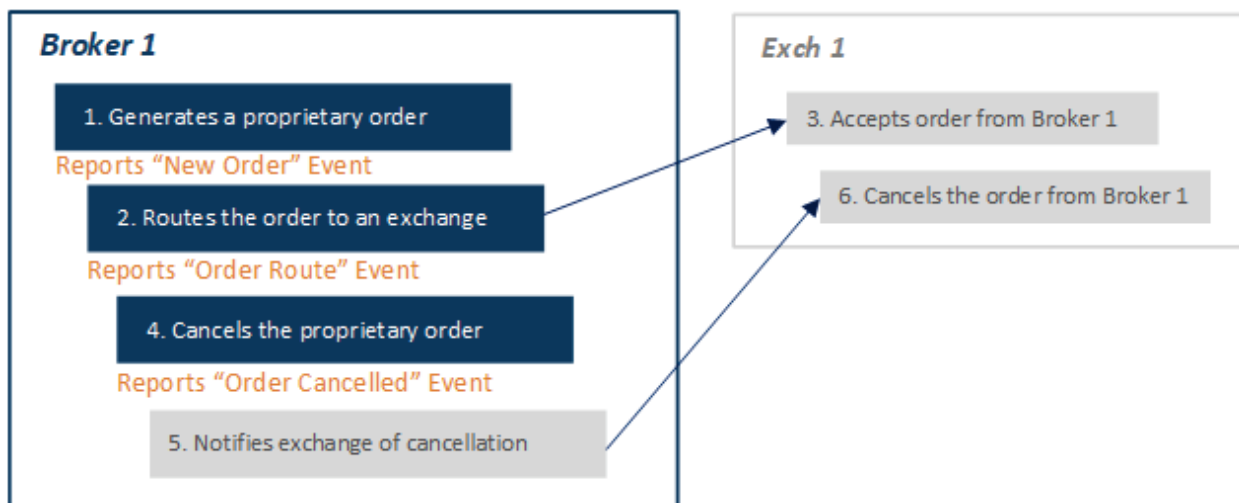 Broker 1
1. Generates a proprietary order
Reports “New Order” Event
2. Routes the order to an exchange
Reports “Order Route” Event
4. Cancels the proprietary order
Reports “Order Cancelled” Event
5. Notifies exchange of cancellation
Exch 1
3. Accepts order from Broker 1
6. Cancels the order from Broker 1